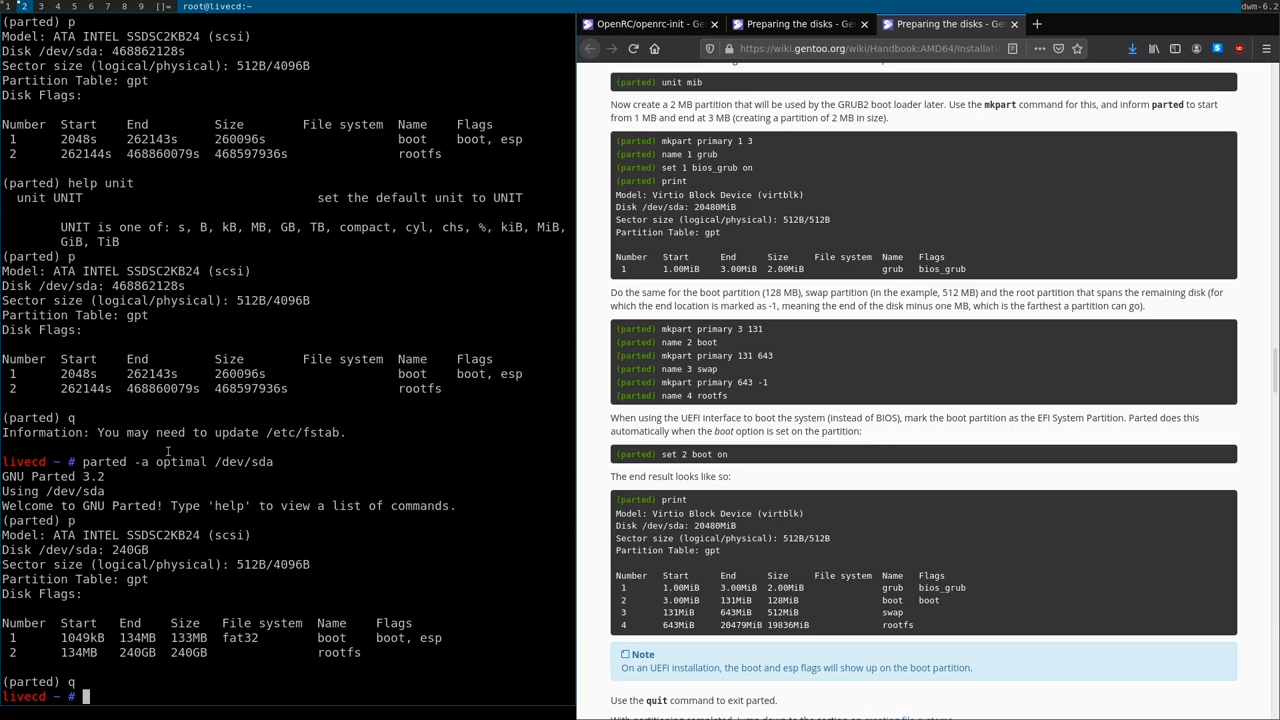 1 2 3 4 5 6 7 8 9 []= root@livecd:~ dwm-6.2
(parted) p
Model: ATA INTEL SSDSC2KB24 (scsi)
Disk /dev/sda: 468862128s
Sector size (logical/physical): 512B/4096B
Partition Table: gpt
Disk Flags:
Number Start End Size File system Name Flags
1 2048s 262143s 260096s boot boot, esp
2 262144s 468860079s 468597936s rootfs
(parted) help unit
unit UNIT set the default unit to UNIT
UNIT is one of: s, B, kB, MB, GB, TB, compact, cyl, chs, %, kiB, MiB,
GiB, TiB
(parted) p
Model: ATA INTEL SSDSC2KB24 (scsi)
Disk /dev/sda: 468862128s
Sector size (logical/physical): 512B/4096B
Partition Table: gpt
Disk Flags:
Number Start End Size File system Name Flags
1 2048s 262143s 260096s boot boot, esp
2 262144s 468860079s 468597936s rootfs
(parted) q
Information: You may need to update /etc/fstab.
livecd ~ # parted -a optimal /dev/sda
GNU Parted 3.2
Using /dev/sda
Welcome to GNU Parted! Type 'help' to view a list of commands.
(parted) p
Model: ATA INTEL SSDSC2KB24 (scsi)
Disk /dev/sda: 240GB
Sector size (logical/physical): 512B/4096B
Partition Table: gpt
Disk Flags:
Number Start End Size File system Name Flags
1 1049kB 134MB 133MB fat32 boot boot, esp
2 134MB 240GB 240GB rootfs
(parted) q
livecd ~ #
OpenRC/openrc-init - Ge Preparing the disks - Ge Preparing the disks - Ge
https://wiki.gentoo.org/wiki/Handbook:AMD64/Installati
(parted) unit mib
Now create a 2 MB partition that will be used by the GRUB2 boot loader later. Use the mkpart command for this, and inform parted to start
from 1 MB and end at 3 MB (creating a partition of 2 MB in size).
(parted) mkpart primary 1 3
(parted) name 1 grub
(parted) set 1 bios_grub on
(parted) print
Model: Virtio Block Device (virtblk)
Disk /dev/sda: 20480MiB
Sector size (logical/physical): 512B/512B
Partition Table: gpt
Number Start End Size File system Name Flags
1 1.00MiB 3.00MiB 2.00MiB grub bios_grub
Do the same for the boot partition (128 MB), swap partition (in the example, 512 MB) and the root partition that spans the remaining disk (for
which the end location is marked as -1, meaning the end of the disk minus one MB, which is the farthest a partition can go).
(parted) mkpart primary 3 131
(parted) name 2 boot
(parted) mkpart primary 131 643
(parted) name 3 swap
(parted) mkpart primary 643 -1
(parted) name 4 rootfs
When using the UEFI interface to boot the system (instead of BIOS), mark the boot partition as the EFI System Partition. Parted does this
automatically when the boot option is set on the partition:
(parted) set 2 boot on
The end result looks like so:
(parted) print
Model: Virtio Block Device (virtblk)
Disk /dev/sda: 20480MiB
Sector size (logical/physical): 512B/512B
Partition Table: gpt
Number Start End Size File system Name Flags
1 1.00MiB 3.00MiB 2.00MiB grub bios_grub
2 3.00MiB 131MiB 128MiB boot boot
3 131MiB 643MiB 512MiB swap
4 643MiB 20479MiB 19836MiB rootfs
Note
On an UEFI installation, the boot and esp flags will show up on the boot partition.
Use the quit command to exit parted.